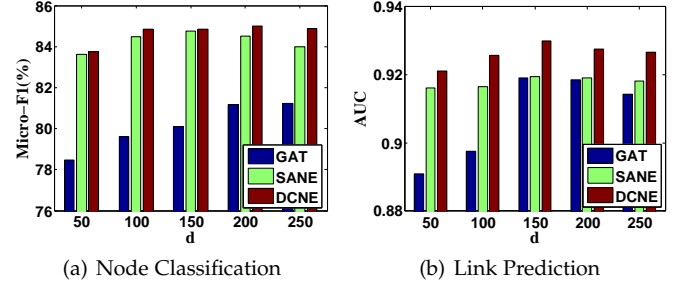 Micro−F1(%)
86
84
82
80
78
76
50 100 150 200 250
d
GAT
SANE
DCNE
(a) Node Classification
AUC
0.94
0.92
0.9
0.88
50 100 150 200 250
d
GAT
SANE
DCNE
(b) Link Prediction